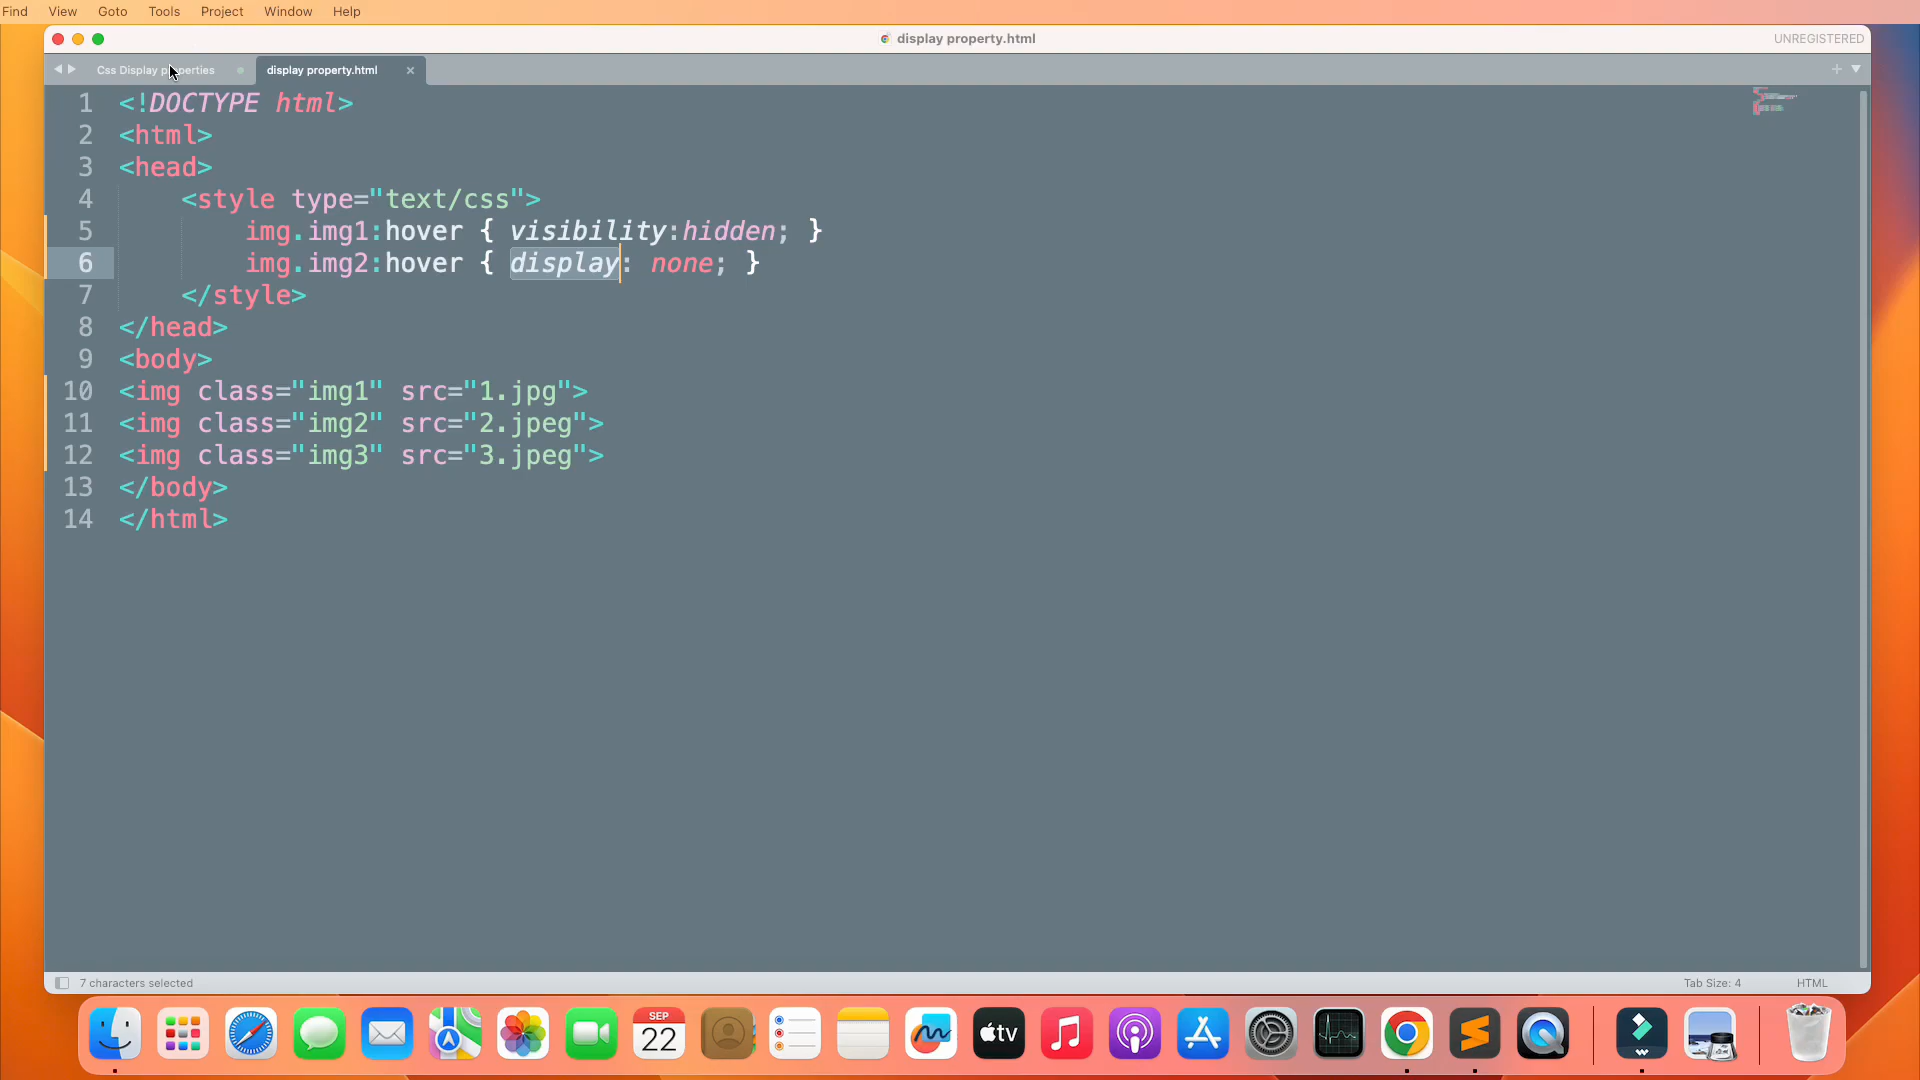 Find View Goto Tools Project Window Help
display property.html
UNREGISTERED
Css Display properties
display property.html
1 <!DOCTYPE html>
2 <html>
3 <head>
4 <style type="text/css">
5 img.img1:hover { visibility:hidden; }
6 img.img2:hover { display: none; }
7 </style>
8 </head>
9 <body>
10 <img class="img1" src="1.jpg">
11 <img class="img2" src="2.jpeg">
12 <img class="img3" src="3.jpeg">
13 </body>
14 </html>
7 characters selected
Tab Size: 4
HTML
SEP
22
tv